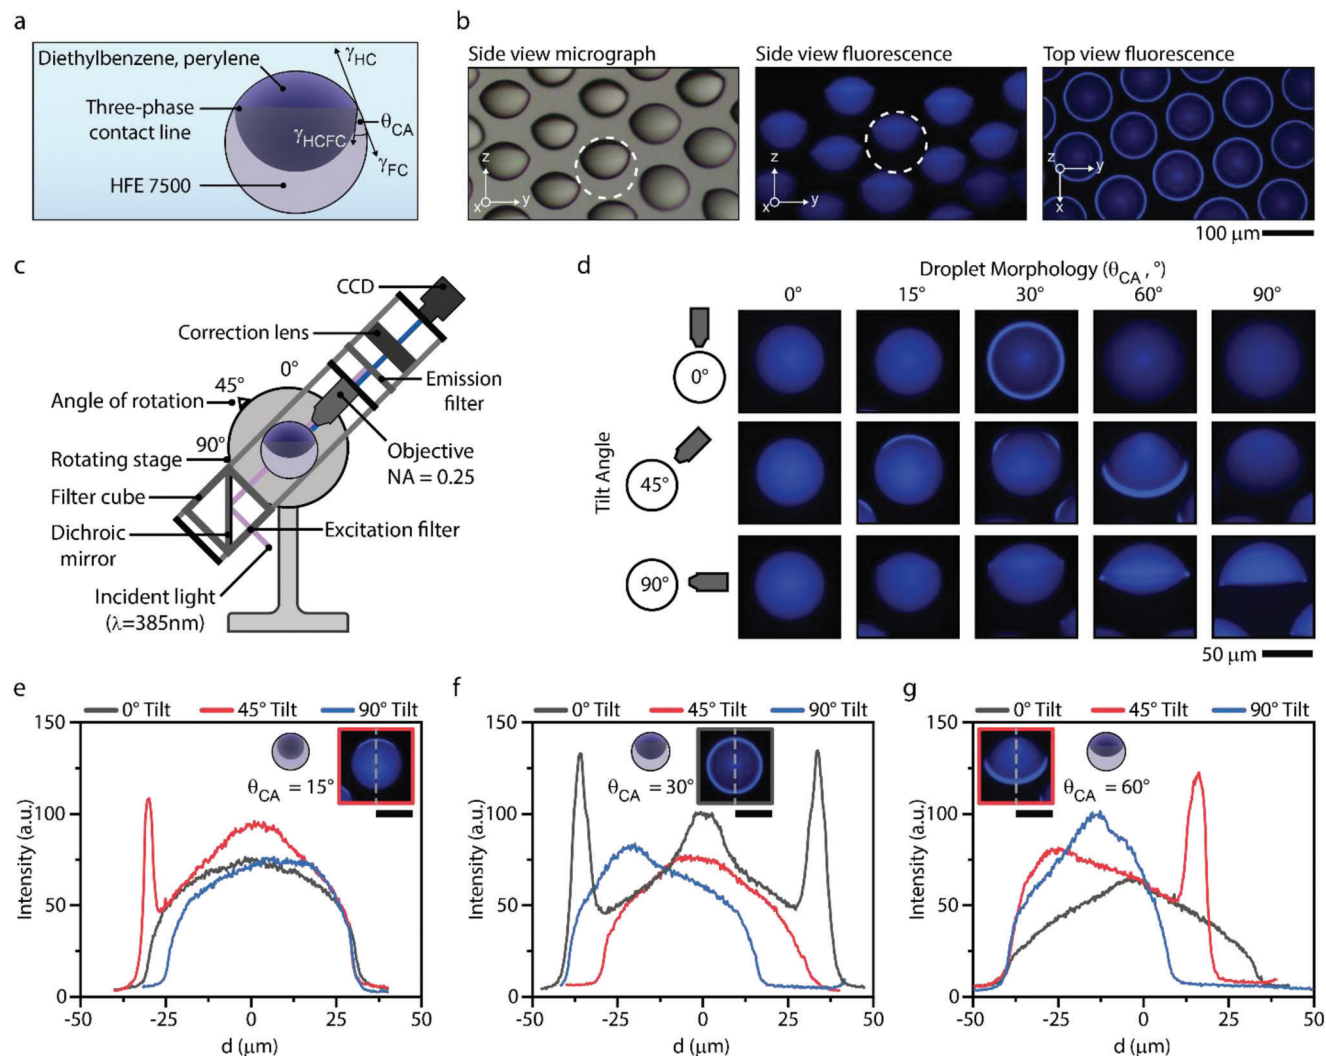 a
Diethylbenzene, perylene
γHC
Three-phase
contact line
θCA
γHCFC
γFC
HFE 7500
b
Side view micrograph
Side view fluorescence
Top view fluorescence
z
x
y
z
x
y
z
y
x
100 μm
c
CCD
Correction lens
0°
45°
Emission
filter
Angle of rotation
90°
Rotating stage
Objective
NA = 0.25
Filter cube
Dichroic
mirror
Excitation filter
Incident light
(λ=385nm)
d
Droplet Morphology (θCA , °)
0°
15°
30°
60°
90°
Tilt Angle
0°
45°
90°
50 μm
e
0° Tilt
45° Tilt
90° Tilt
θCA = 15°
Intensity (a.u.)
150
100
50
0
-50
-25
0
25
50
d (μm)
f
0° Tilt
45° Tilt
90° Tilt
θCA = 30°
Intensity (a.u.)
150
100
50
0
-50
-25
0
25
50
d (μm)
g
0° Tilt
45° Tilt
90° Tilt
θCA = 60°
Intensity (a.u.)
150
100
50
0
-50
-25
0
25
50
d (μm)